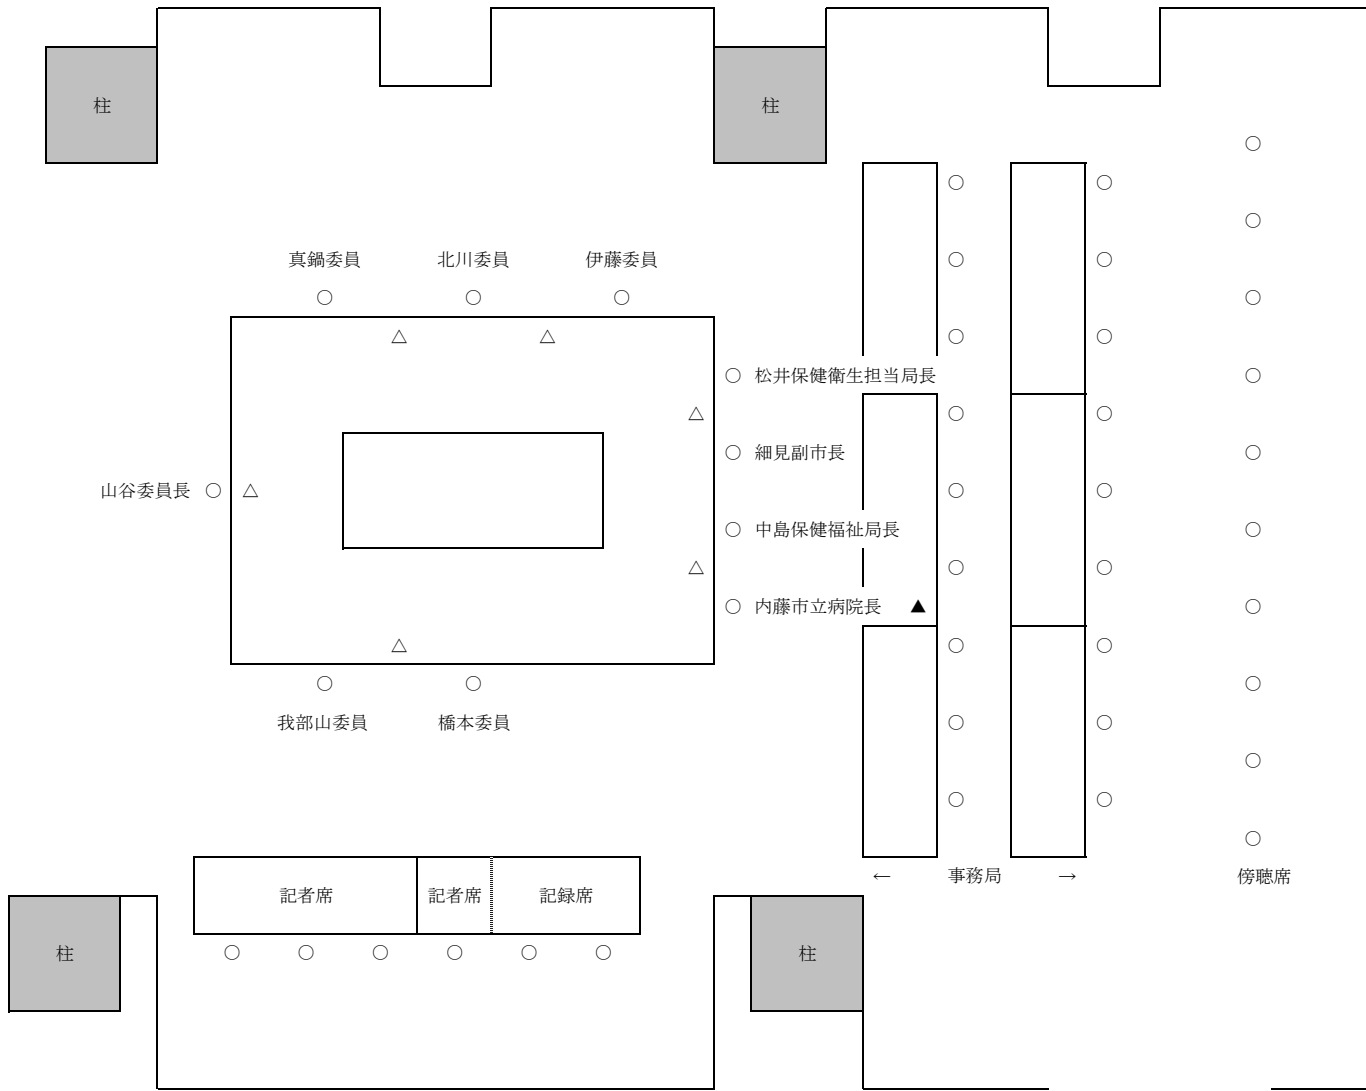 柱
柱
真鍋委員 北川委員 伊藤委員
松井保健衛生担当局長
細見副市長
山谷委員長
中島保健福祉局長
内藤市立病院長
我部山委員 橋本委員
← 事務局 →
傍聴席
記者席 記者席 記録席
柱
柱